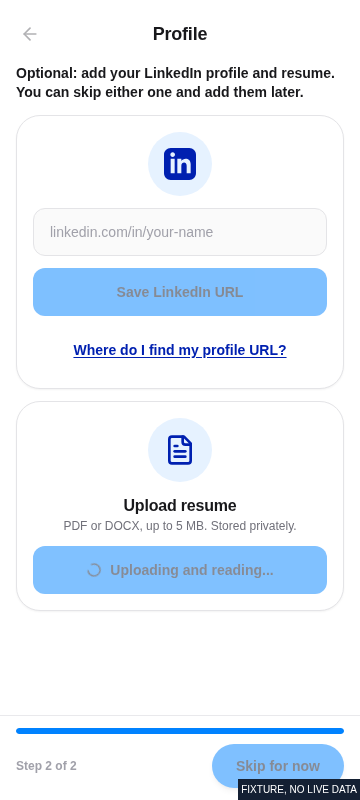 Profile
Optional: add your LinkedIn profile and resume.
You can skip either one and add them later.
in
linkedin.com/in/your-name
Save LinkedIn URL
Where do I find my profile URL?
Upload resume
PDF or DOCX, up to 5 MB. Stored privately.
Uploading and reading...
Step 2 of 2
Skip for now
FIXTURE, NO LIVE DATA